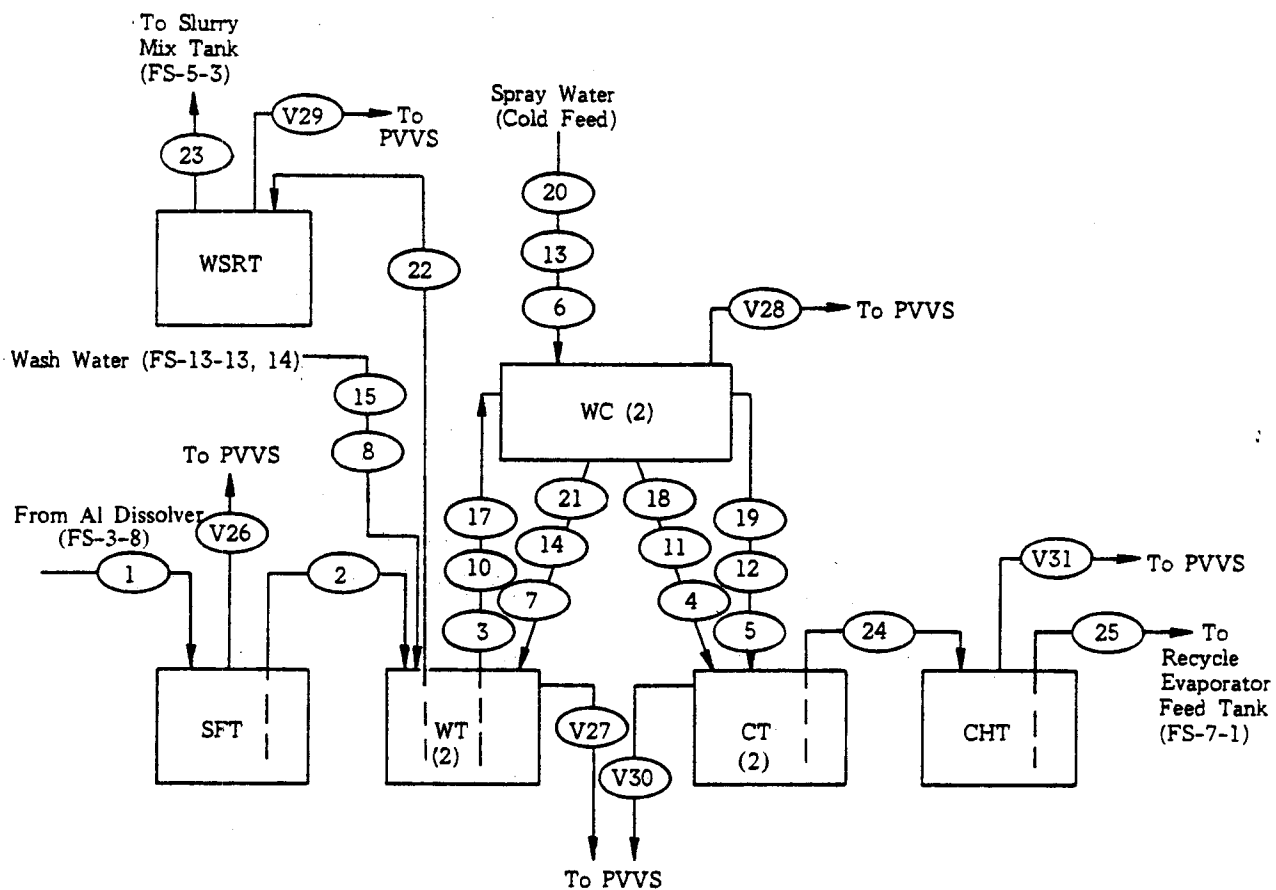 To Slurry
Mix Tank
(FS-5-3)
V29
To
PVVS
23
Spray Water
(Cold Feed)
20
13
6
WSRT
22
V28
To PVVS
Wash Water (FS-13-13, 14)
15
8
WC (2)
To PVVS
V26
From Al Dissolver
(FS-3-8)
1
2
17
10
3
21
14
7
18
11
4
19
12
5
24
V31
To PVVS
25
To
Recycle
Evaporator
Feed Tank
(FS-7-1)
SFT
WT
(2)
V27
V30
CT
(2)
CHT
To PVVS